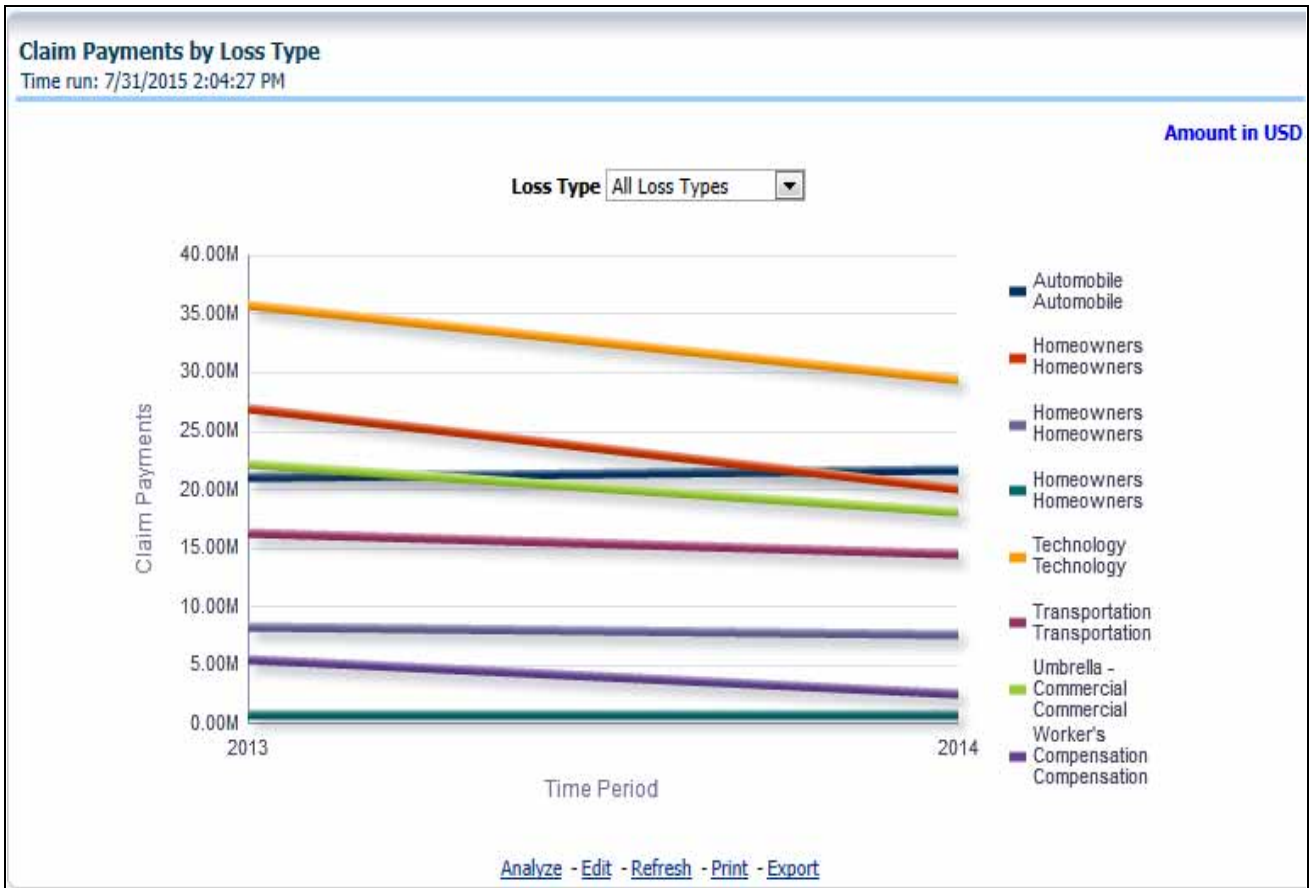 Claim Payments by Loss Type
Time run: 7/31/2015 2:04:27 PM
Amount in USD
Loss Type All Loss Types
40.00M
35.00M
30.00M
25.00M
20.00M
15.00M
10.00M
5.00M
0.00M
Claim Payments
2013
2014
Time Period
Automobile
Automobile
Homeowners
Homeowners
Homeowners
Homeowners
Homeowners
Homeowners
Technology
Technology
Transportation
Transportation
Umbrella -
Commercial
Commercial
Worker's
Compensation
Compensation
Analyze - Edit - Refresh - Print - Export